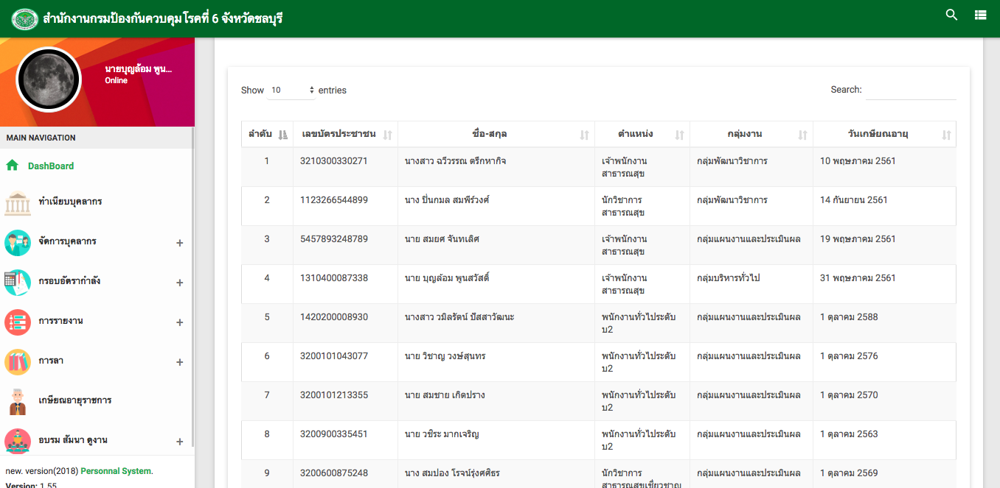 สำนักงานกรมป้องกันควบคุมโรคที่ 6 จังหวัดชลบุรี
นายบุญล้อม พูน...
Online
MAIN NAVIGATION
DashBoard
ทำเนียบบุคลากร
จัดการบุคลากร +
กรอบอัตรากำลัง +
การรายงาน +
การลา +
เกษียณอายุราชการ
อบรม สัมนา ดูงาน +
new. version(2018) Personnal System.
Version: 1.55
Show 10 entries
Search:
ลำดับ เลขบัตรประชาชน ชื่อ-สกุล ตำแหน่ง กลุ่มงาน วันเกษียณอายุ
1 3210300330271 นางสาว ฉวีวรรณ ตรีกหากิจ เจ้าพนักงาน กลุ่มพัฒนาวิชาการ 10 พฤษภาคม 2561
สาธารณสุข
2 1123266544899 นาง ปิ่นกมล สมพีร์วงศ์ นักวิชาการ กลุ่มพัฒนาวิชาการ 14 กันยายน 2561
สาธารณสุข
3 5457893248789 นาย สมยศ จันทเลิศ เจ้าพนักงาน กลุ่มแผนงานและประเมินผล 19 พฤษภาคม 2561
สาธารณสุข
4 1310400087338 นาย บุญล้อม พูนสวัสดิ์ เจ้าพนักงาน กลุ่มบริหารทั่วไป 31 พฤษภาคม 2561
สาธารณสุข
5 1420200008930 นางสาว วมิลรัตน์ ปัสสาวัฒนะ พนักงานทั่วไประดับ กลุ่มแผนงานและประเมินผล 1 ตุลาคม 2588
บ2
6 3200101043077 นาย วิชาญ วงษ์สุนทร พนักงานทั่วไประดับ กลุ่มแผนงานและประเมินผล 1 ตุลาคม 2576
บ2
7 3200101213355 นาย สมชาย เกิดปราง พนักงานทั่วไประดับ กลุ่มแผนงานและประเมินผล 1 ตุลาคม 2570
บ2
8 3200900335451 นาย วชิระ มากเจริญ พนักงานทั่วไประดับ กลุ่มแผนงานและประเมินผล 1 ตุลาคม 2563
บ2
9 3200600875248 นาง สมปอง โรจน์รุ่งศศิธร นักวิชาการ กลุ่มแผนงานและประเมินผล 1 ตุลาคม 2569
สาธารณสุขเชี่ยวชาญ